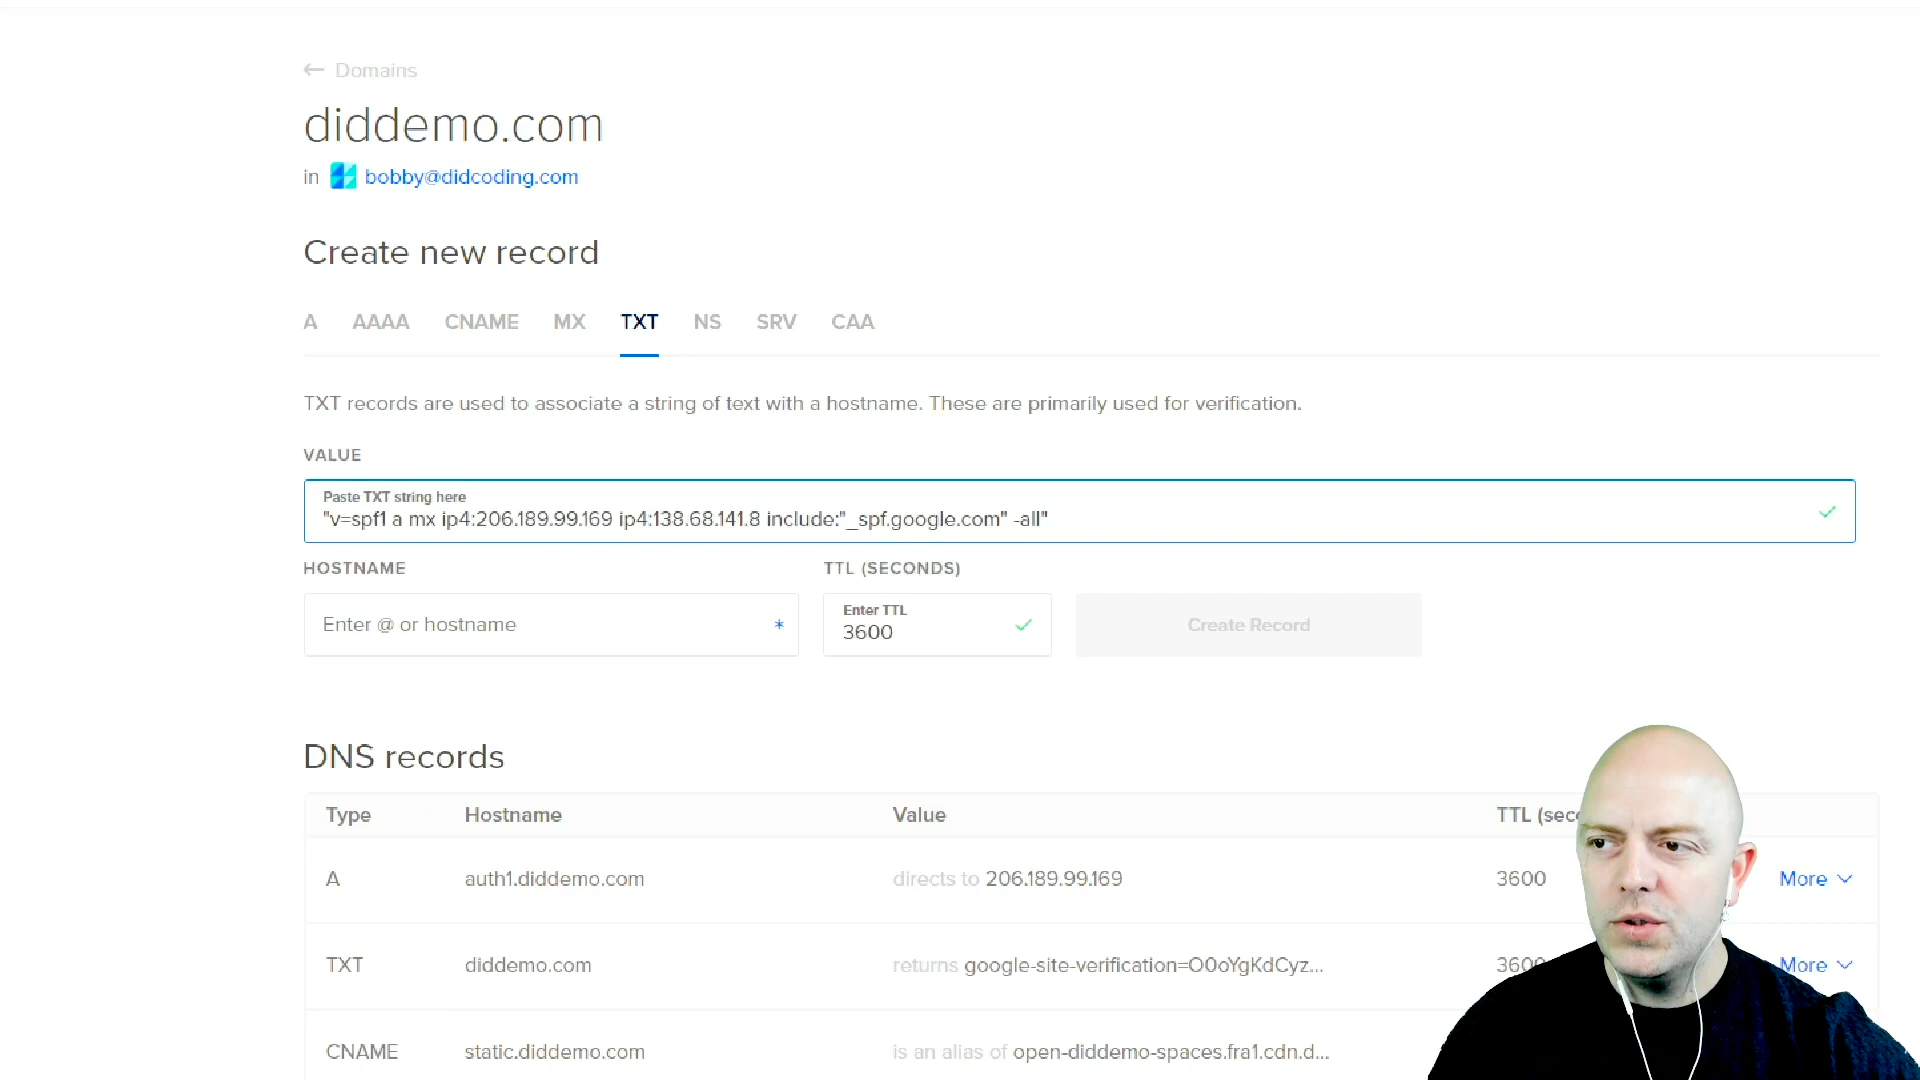 ← Domains
diddemo.com
in bobby@didcoding.com
Create new record
A AAAA CNAME MX TXT NS SRV CAA
TXT records are used to associate a string of text with a hostname. These are primarily used for verification.
VALUE
Paste TXT string here
"v=spf1 a mx ip4:206.189.99.169 ip4:138.68.141.8 include:"_spf.google.com" -all"
HOSTNAME TTL (SECONDS)
Enter @ or hostname *
Enter TTL
3600
Create Record
DNS records
Type Hostname Value TTL (seco
A auth1.diddemo.com directs to 206.189.99.169 3600 More
TXT diddemo.com returns google-site-verification=O0oYgKdCyz... 3600 More
CNAME static.diddemo.com is an alias of open-diddemo-spaces.fra1.cdn.d...